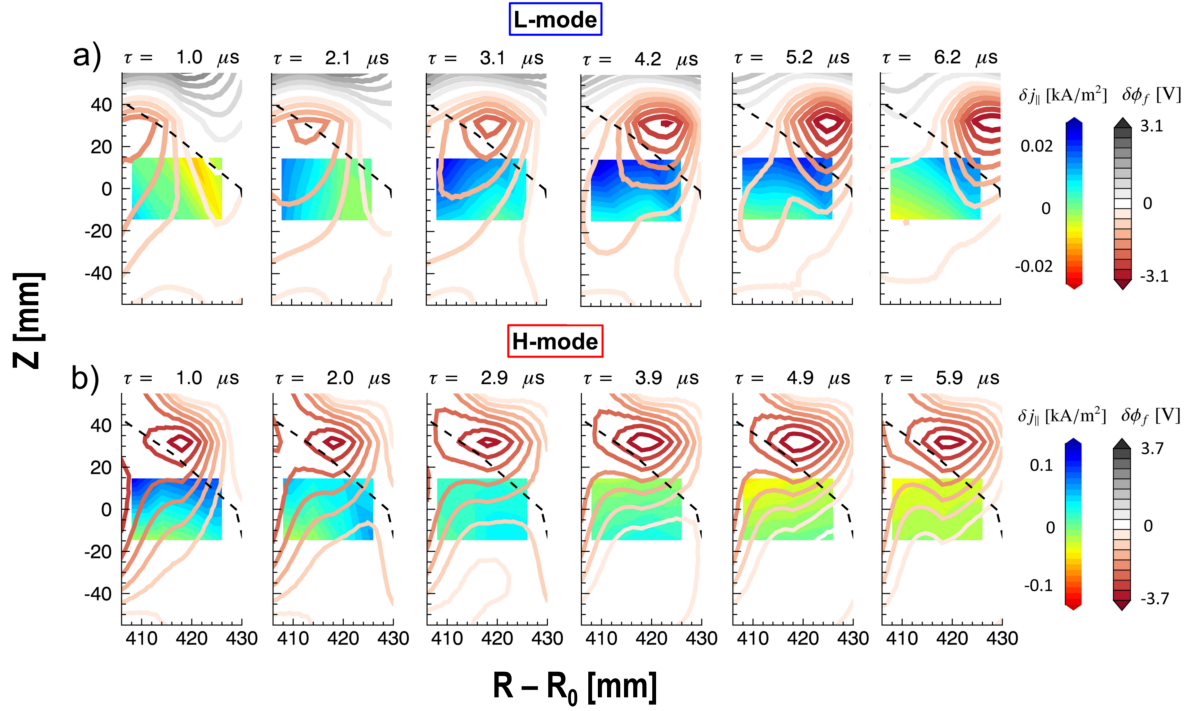 L-mode
a) τ = 1.0 μs τ = 2.1 μs τ = 3.1 μs τ = 4.2 μs τ = 5.2 μs τ = 6.2 μs
δj∥ [kA/m²] δϕf [V]
40
20
0
-20
-40
0.02
0
-0.02
3.1
0
-3.1
Z [mm]
H-mode
b) τ = 1.0 μs τ = 2.0 μs τ = 2.9 μs τ = 3.9 μs τ = 4.9 μs τ = 5.9 μs
δj∥ [kA/m²] δϕf [V]
40
20
0
-20
-40
0.1
0
-0.1
3.7
0
-3.7
410 420 430 410 420 430 410 420 430 410 420 430 410 420 430 410 420 430
R – R₀ [mm]